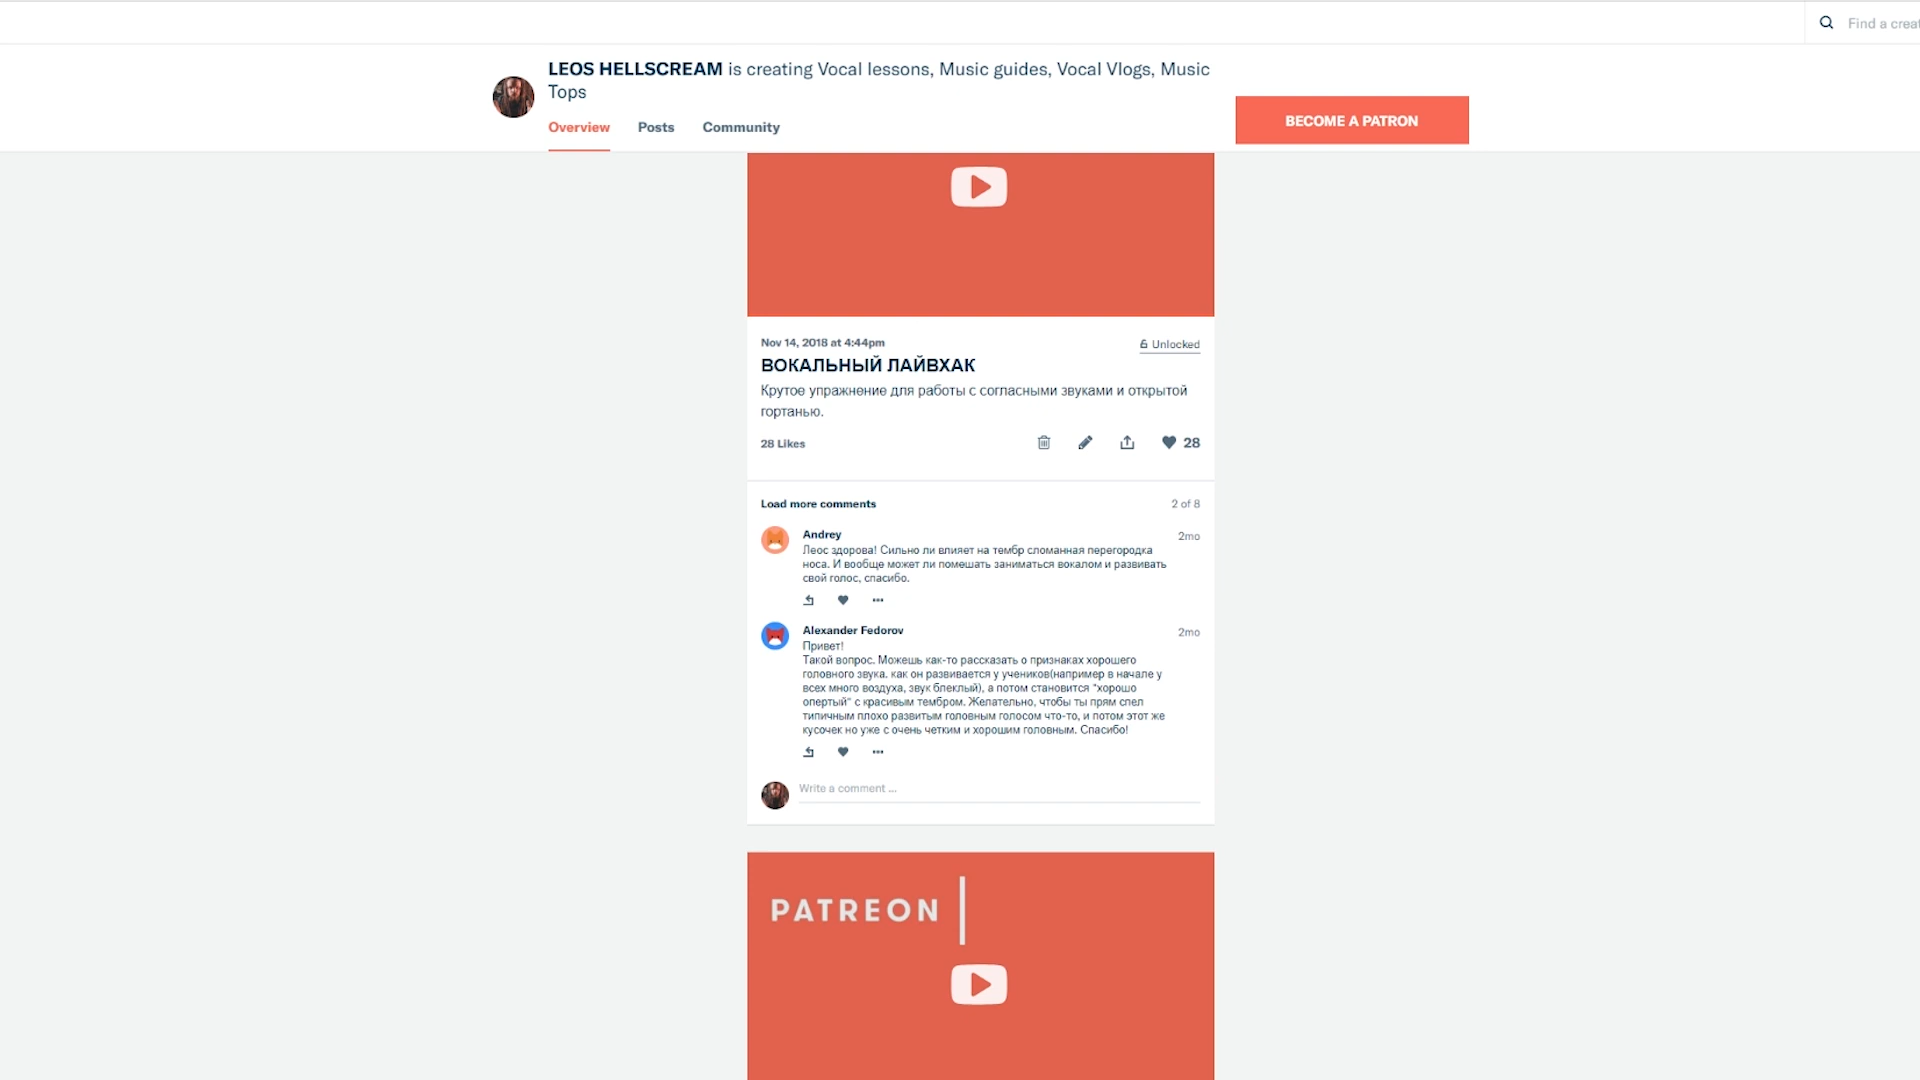 Find a creat
LEOS HELLSCREAM is creating Vocal lessons, Music guides, Vocal Vlogs, Music
Tops
Overview Posts Community
BECOME A PATRON
Nov 14, 2018 at 4:44pm
Unlocked
ВОКАЛЬНЫЙ ЛАЙВХАК
Крутое упражнение для работы с согласными звуками и открытой
гортанью.
28 Likes
28
Load more comments
2 of 8
Andrey
2mo
Леос здорова! Сильно ли влияет на тембр сломанная перегородка
носа. И вообще может ли помешать заниматься вокалом и развивать
свой голос, спасибо.
Alexander Fedorov
2mo
Привет!
Такой вопрос. Можешь как-то рассказать о признаках хорошего
головного звука. как он развивается у учеников(например в начале у
всех много воздуха, звук блеклый), а потом становится "хорошо
опертый" с красивым тембром. Желательно, чтобы ты прям спел
типичным плохо развитым головным голосом что-то, и потом этот же
кусочек но уже с очень четким и хорошим головным. Спасибо!
Write a comment ...
PATREON